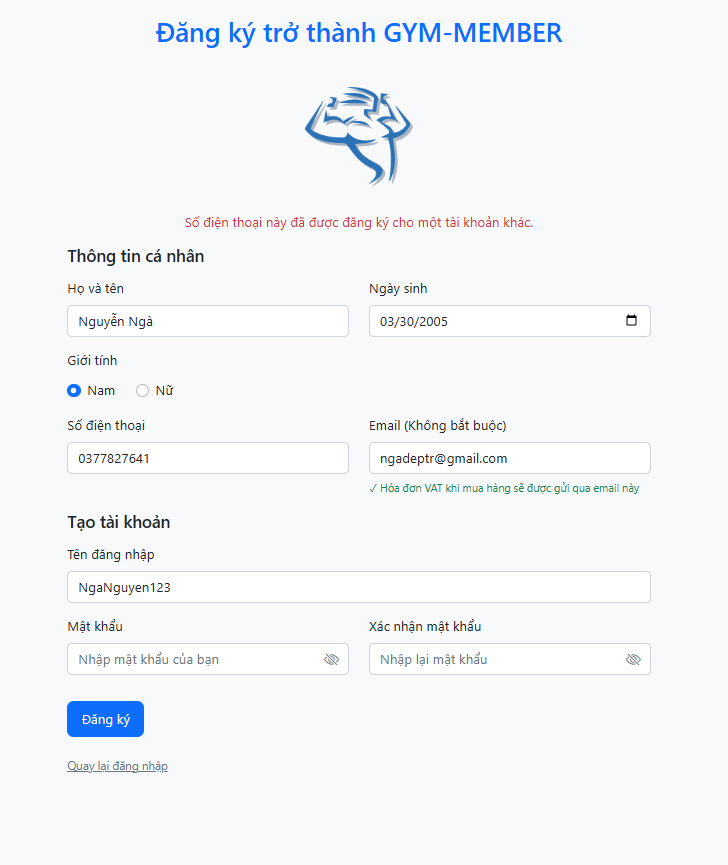 Đăng ký trở thành GYM-MEMBER
Số điện thoại này đã được đăng ký cho một tài khoản khác.
Thông tin cá nhân
Họ và tên
Ngày sinh
Nguyễn Ngà
03/30/2005
Giới tính
Nam
Nữ
Số điện thoại
Email (Không bắt buộc)
0377827641
ngadeptr@gmail.com
✓ Hóa đơn VAT khi mua hàng sẽ được gửi qua email này
Tạo tài khoản
Tên đăng nhập
NgaNguyen123
Mật khẩu
Xác nhận mật khẩu
Nhập mật khẩu của bạn
Nhập lại mật khẩu
Đăng ký
Quay lại đăng nhập